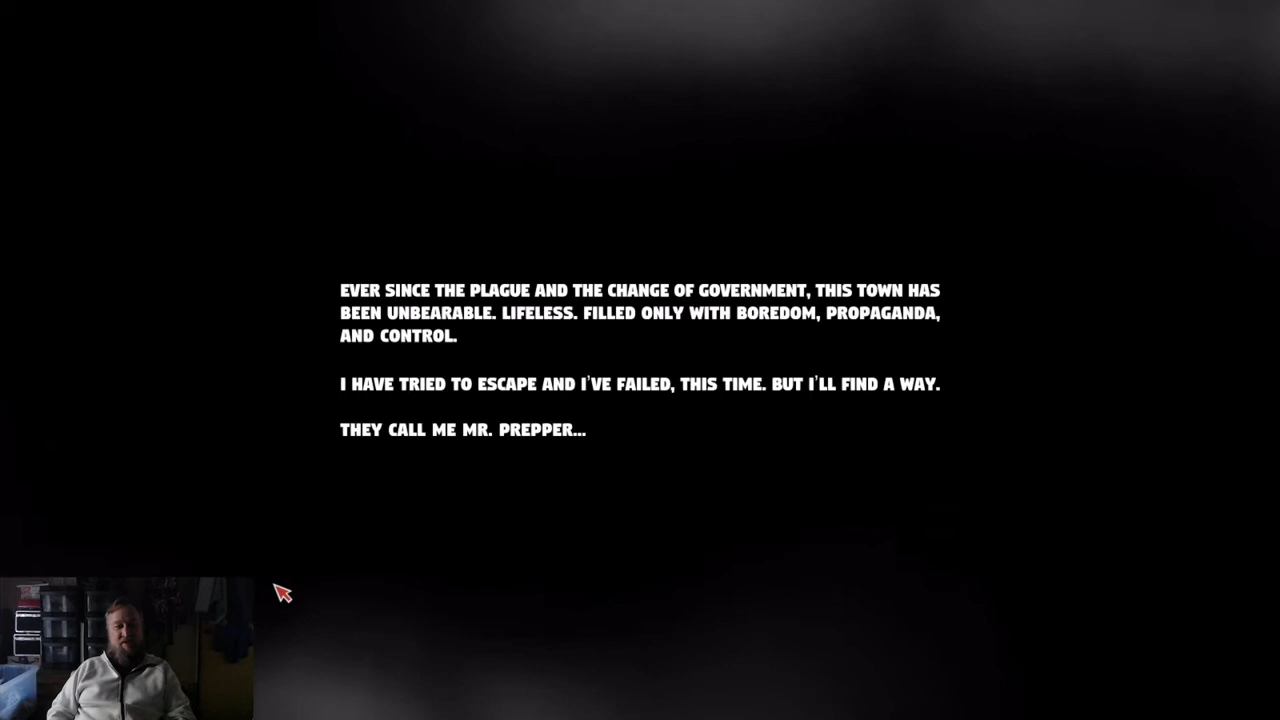 EVER SINCE THE PLAGUE AND THE CHANGE OF GOVERNMENT, THIS TOWN HAS
BEEN UNBEARABLE. LIFELESS. FILLED ONLY WITH BOREDOM, PROPAGANDA,
AND CONTROL.
I HAVE TRIED TO ESCAPE AND I'VE FAILED, THIS TIME. BUT I'LL FIND A WAY.
THEY CALL ME MR. PREPPER...